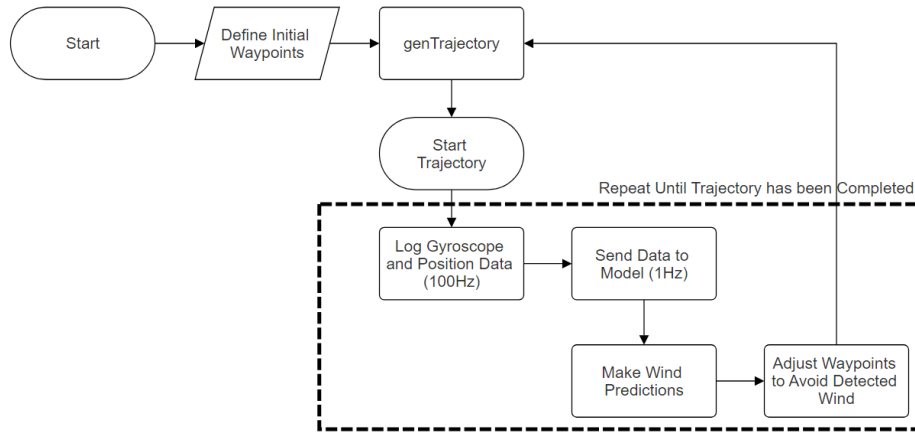 Start
Define Initial
Waypoints
genTrajectory
Start
Trajectory
Repeat Until Trajectory has been Completed
Log Gyroscope
and Position Data
(100Hz)
Send Data to
Model (1Hz)
Make Wind
Predictions
Adjust Waypoints
to Avoid Detected
Wind